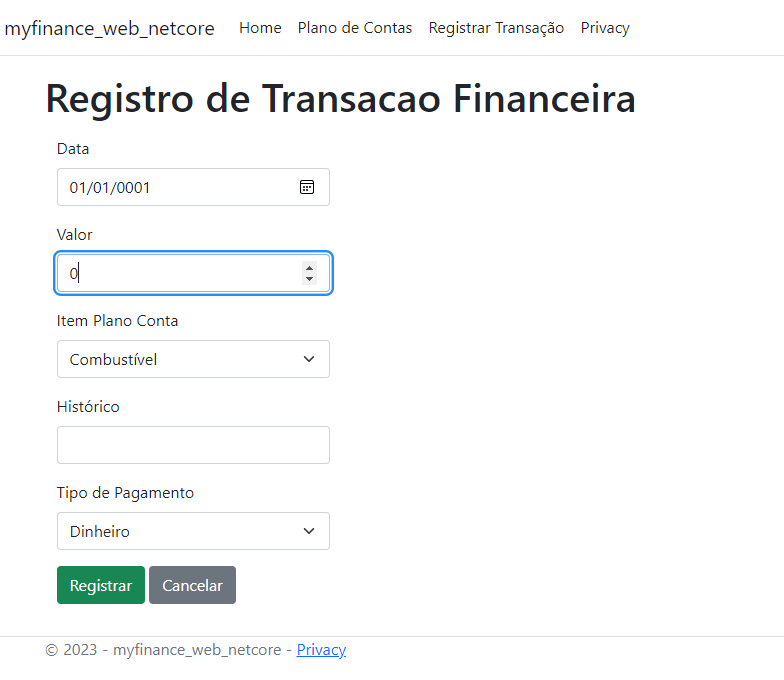 myfinance_web_netcore Home Plano de Contas Registrar Transação Privacy
Registro de Transacao Financeira
Data
01/01/0001
Valor
0
Item Plano Conta
Combustível
Histórico
Tipo de Pagamento
Dinheiro
Registrar Cancelar
© 2023 - myfinance_web_netcore - Privacy